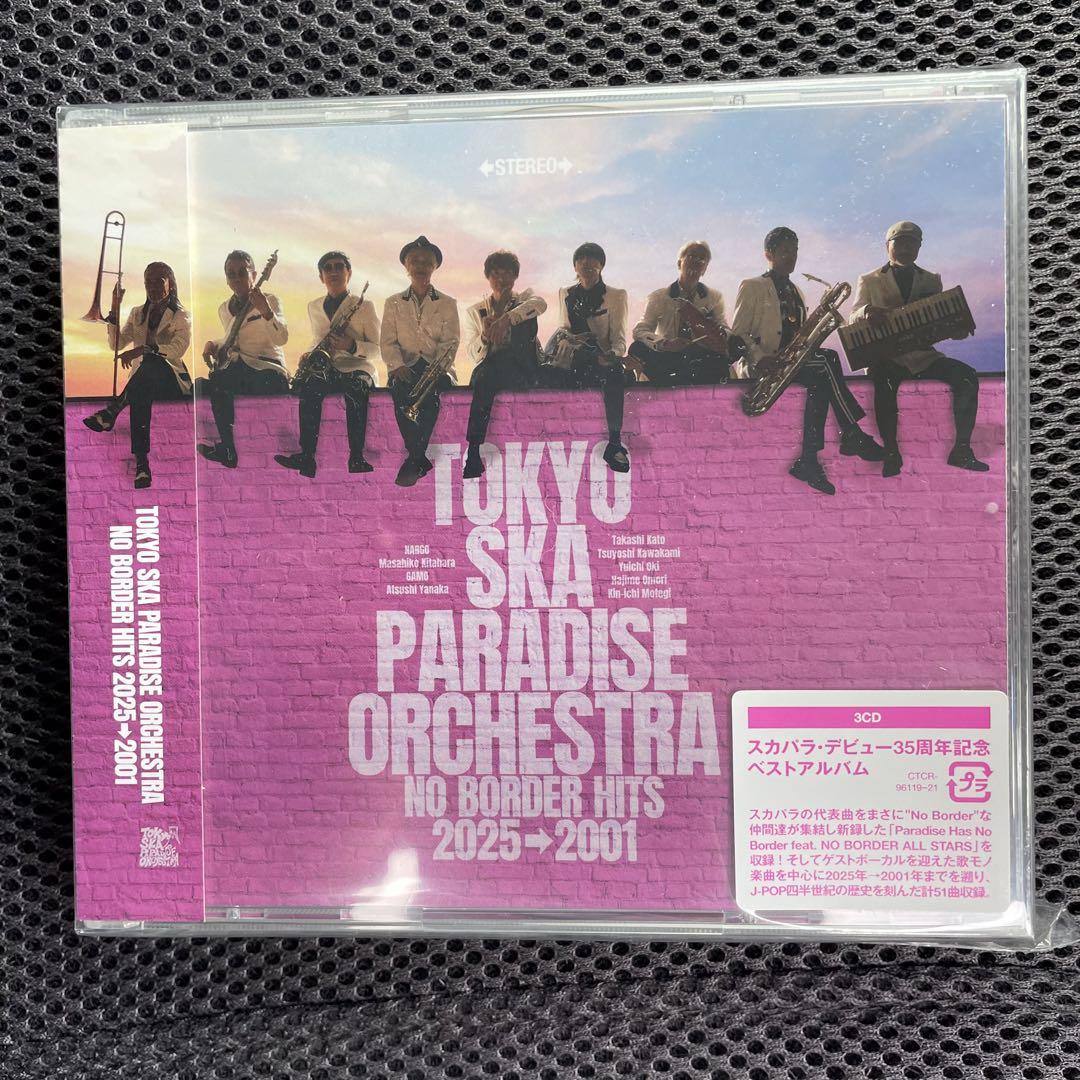 ←STEREO→
TOKYO
SKA
PARADISE
ORCHESTRA
NO BORDER HITS
2025→2001
NARGO
Masahiko Kitahara
GAMO
Atsushi Yanaka
Takashi Kato
Tsuyoshi Kawakami
Yuichi Oki
Hajime Omori
Kin-ichi Motegi
TOKYO SKA PARADISE ORCHESTRA
NO BORDER HITS 2025→2001
TOKYO
SKA
PARADISE
ORCHESTRA
3CD
スカパラ・デビュー35周年記念
ベストアルバム
CTCR-
96119-21
プラ
スカパラの代表曲をまさに"No Border"な
仲間達が集結し新録した「Paradise Has No
Border feat. NO BORDER ALL STARS」を
収録！そしてゲストボーカルを迎えた歌モノ
楽曲を中心に2025年→2001年までを遡り、
J-POP四半世紀の歴史を刻んだ計51曲収録。